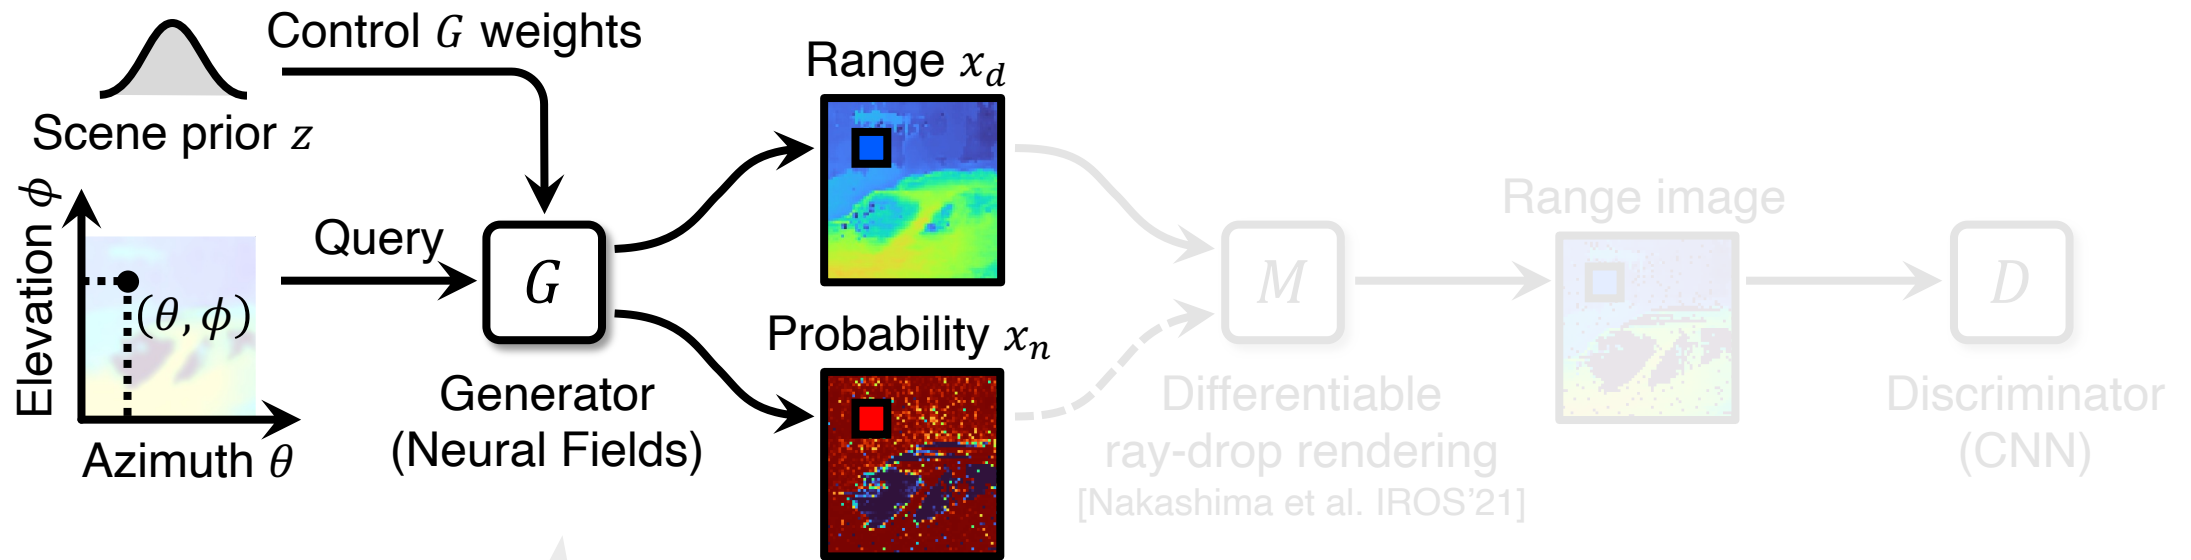 Control G weights
Scene prior z
Elevation ϕ
(θ, ϕ)
Azimuth θ
Query
G
Generator
(Neural Fields)
Range x_d
Probability x_n
M
Differentiable
ray-drop rendering
[Nakashima et al. IROS'21]
Range image
D
Discriminator
(CNN)